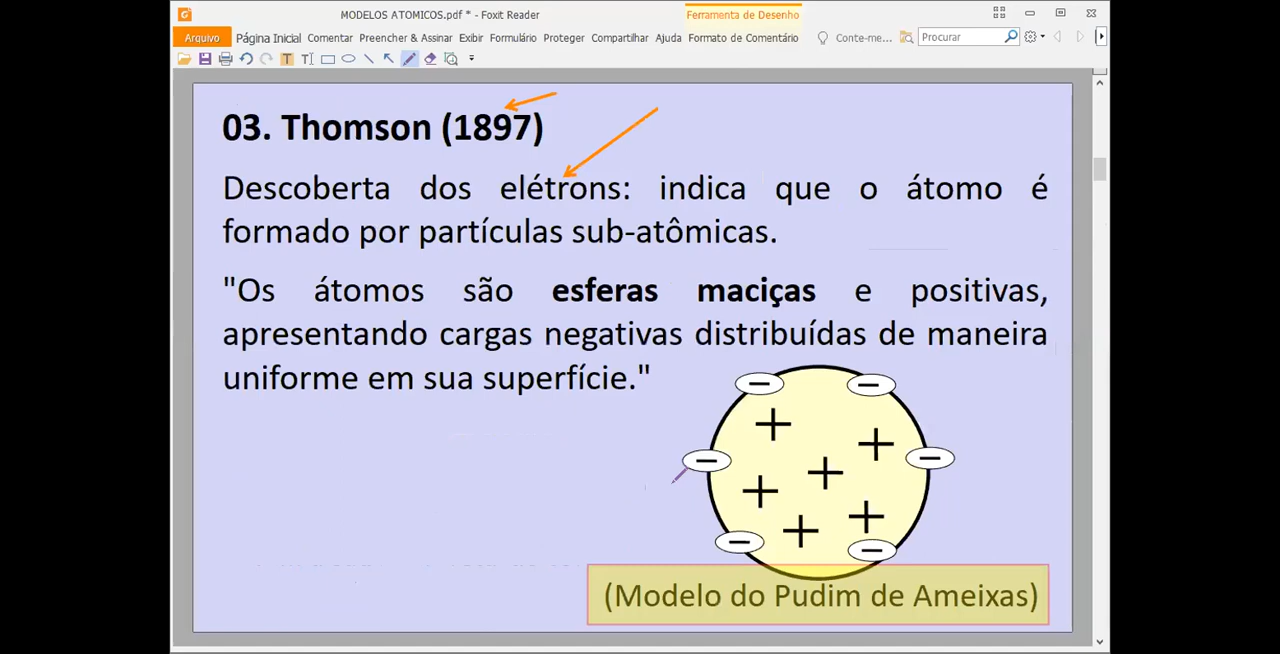 MODELOS ATOMICOS.pdf * - Foxit Reader
Ferramenta de Desenho
Arquivo Página Inicial Comentar Preencher & Assinar Exibir Formulário Proteger Compartilhar Ajuda Formato de Comentário Conte-me... Procurar
03. Thomson (1897)
Descoberta dos elétrons: indica que o átomo é
formado por partículas sub-atômicas.
"Os átomos são esferas maciças e positivas,
apresentando cargas negativas distribuídas de maneira
uniforme em sua superfície."
(Modelo do Pudim de Ameixas)